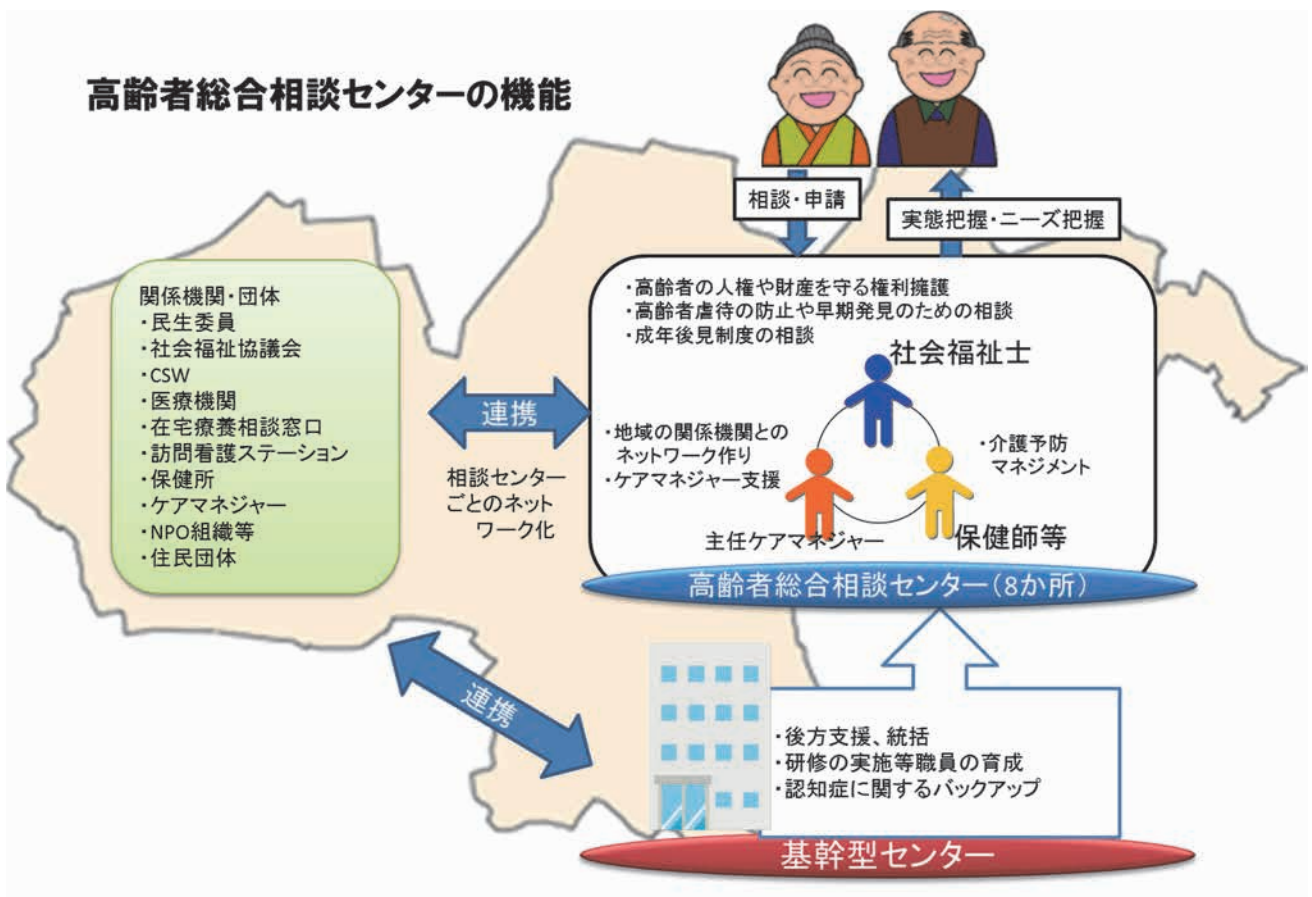 高齢者総合相談センターの機能
相談・申請
実態把握・ニーズ把握
関係機関・団体
・民生委員
・社会福祉協議会
・CSW
・医療機関
・在宅療養相談窓口
・訪問看護ステーション
・保健所
・ケアマネジャー
・NPO組織等
・住民団体
連携
相談センター
ごとのネット
ワーク化
・高齢者の人権や財産を守る権利擁護
・高齢者虐待の防止や早期発見のための相談
・成年後見制度の相談
社会福祉士
・地域の関係機関との
ネットワーク作り
・ケアマネジャー支援
・介護予防
マネジメント
主任ケアマネジャー
保健師等
高齢者総合相談センター(8か所)
連携
・後方支援、統括
・研修の実施等職員の育成
・認知症に関するバックアップ
基幹型センター